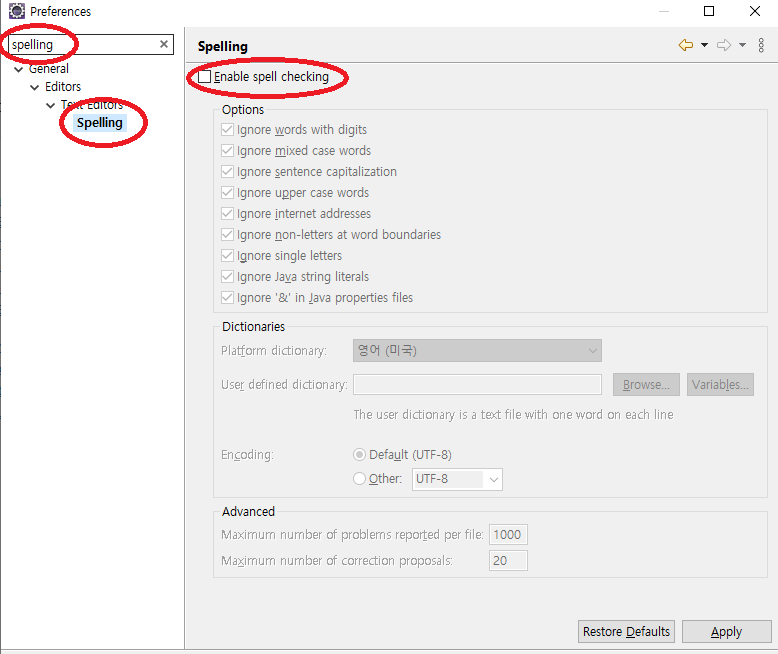 Preferences
spelling
General
Editors
Text Editors
Spelling
Spelling
Enable spell checking
Options
Ignore words with digits
Ignore mixed case words
Ignore sentence capitalization
Ignore upper case words
Ignore internet addresses
Ignore non-letters at word boundaries
Ignore single letters
Ignore Java string literals
Ignore '&' in Java properties files
Dictionaries
Platform dictionary: 영어 (미국)
User defined dictionary: Browse... Variables...
The user dictionary is a text file with one word on each line
Encoding: Default (UTF-8)
Other: UTF-8
Advanced
Maximum number of problems reported per file: 1000
Maximum number of correction proposals: 20
Restore Defaults Apply